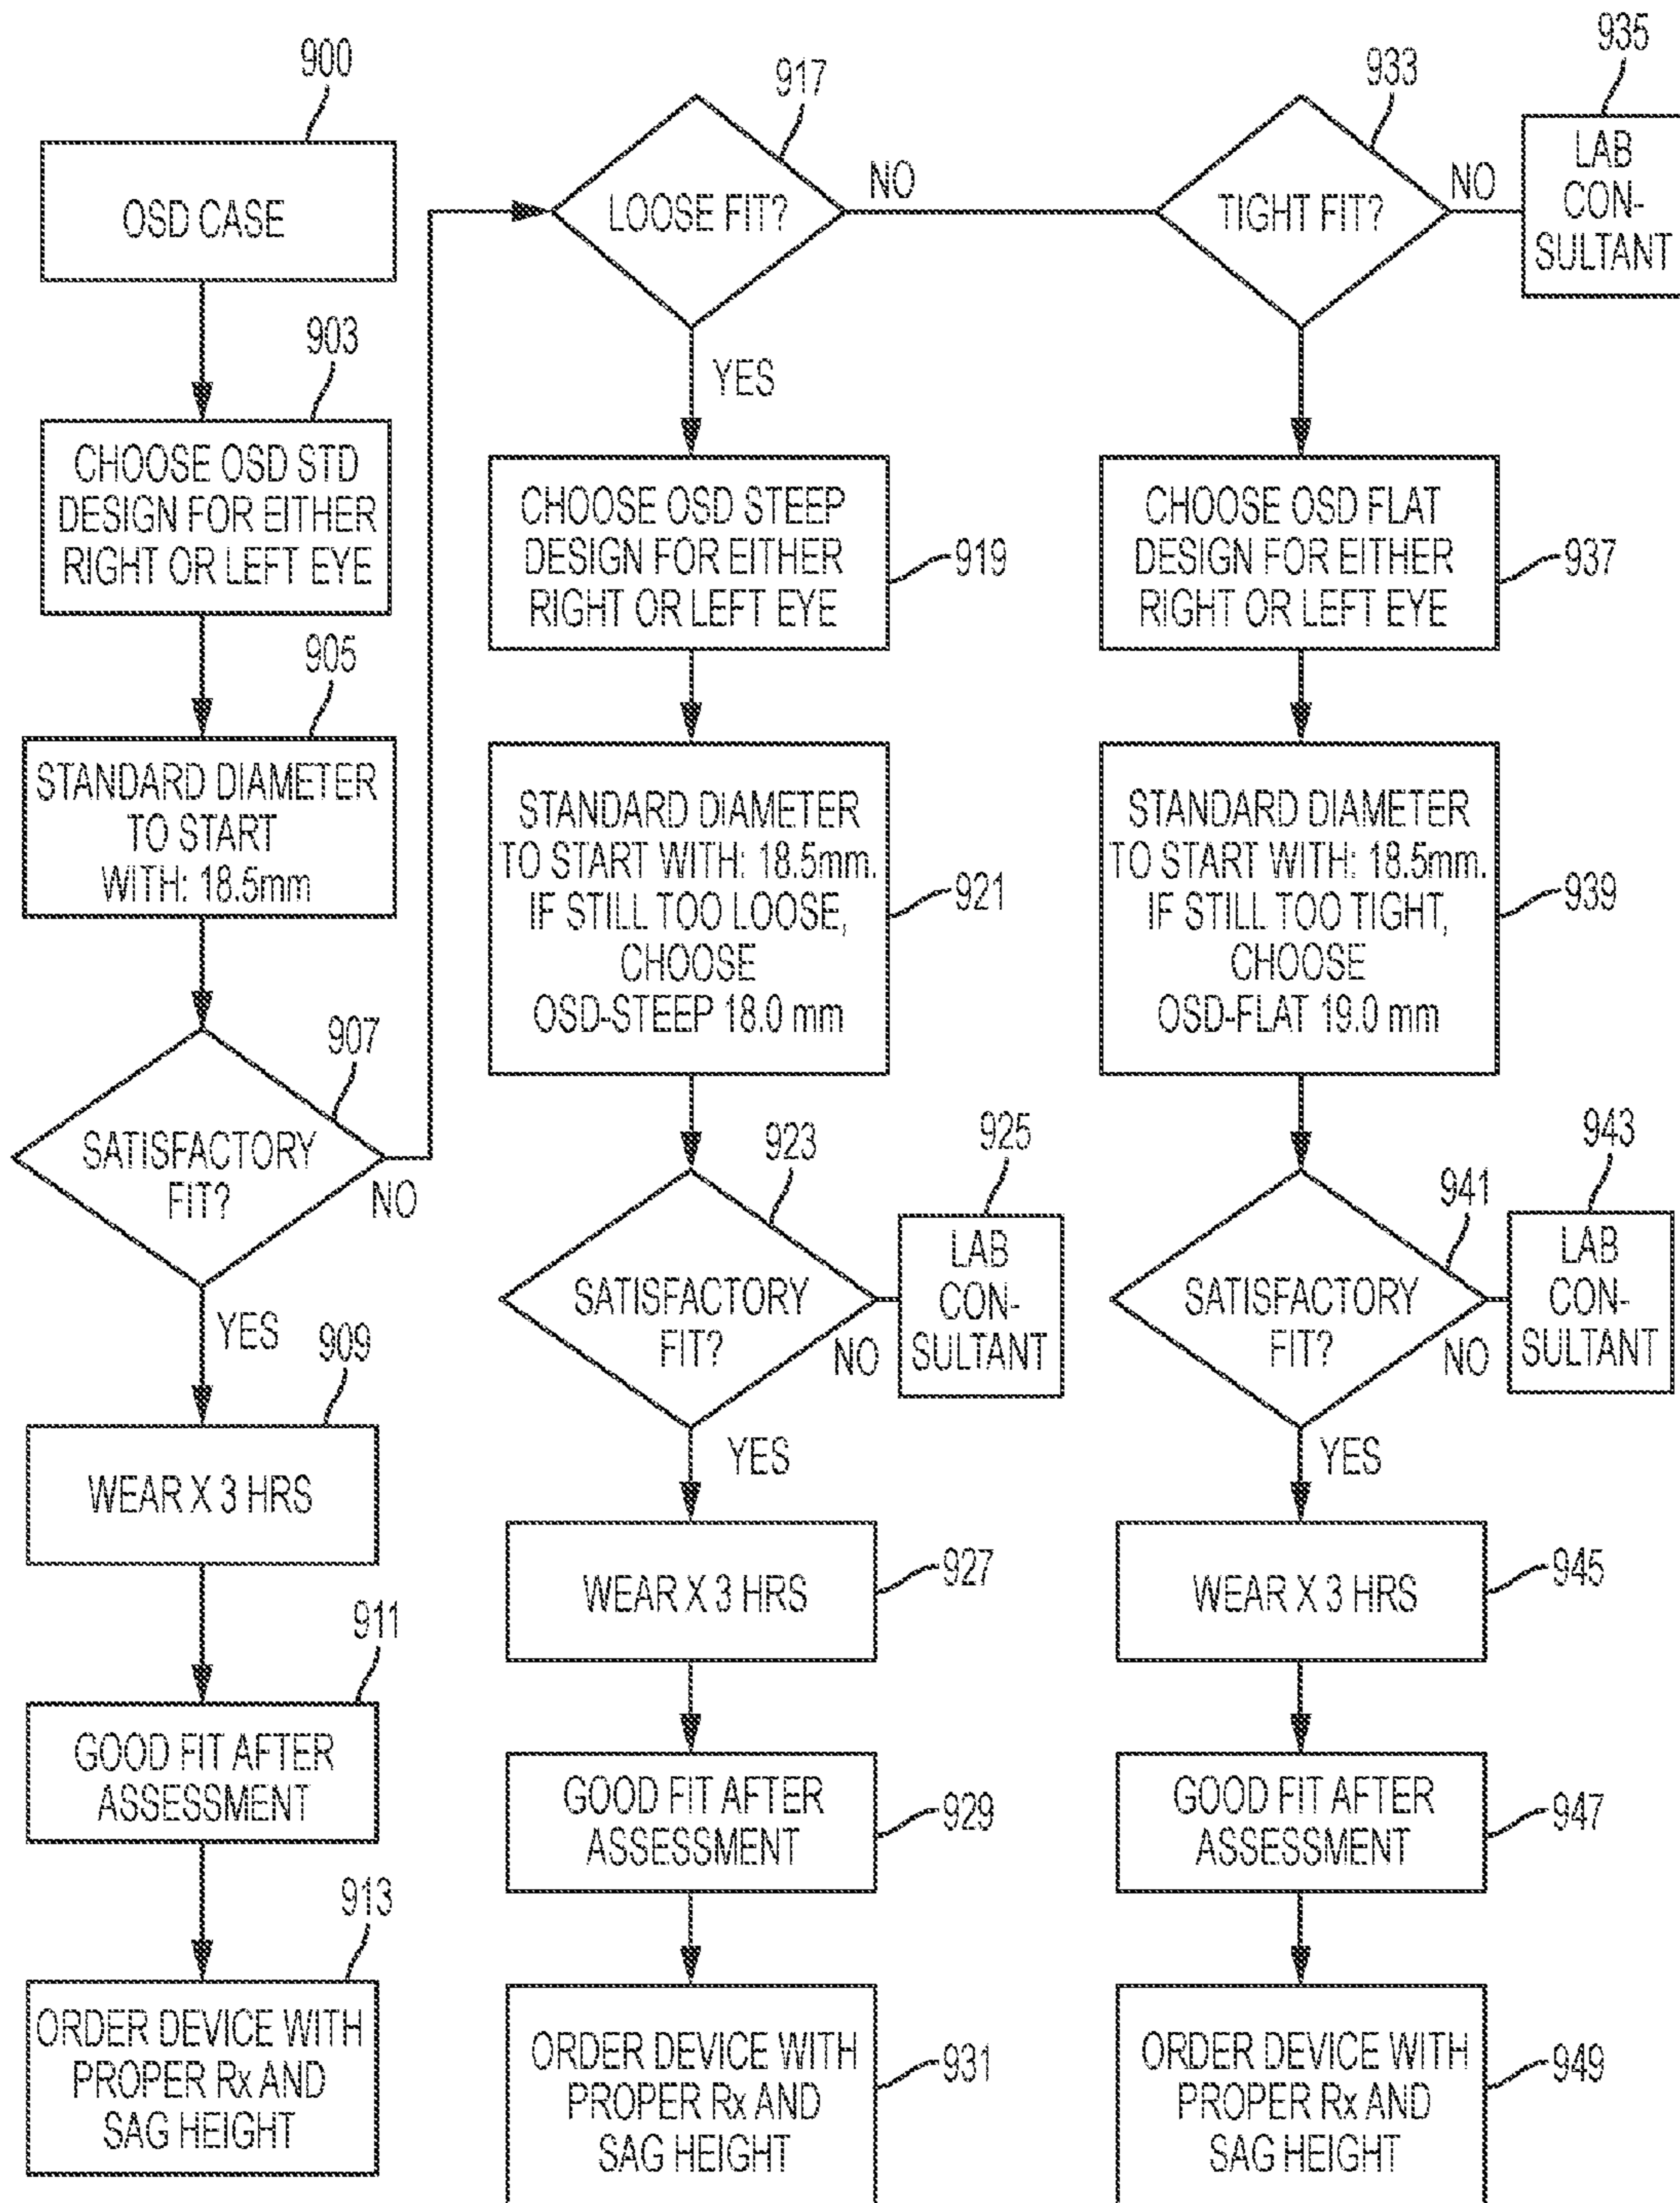 900
OSD CASE
903
CHOOSE OSD STD
DESIGN FOR EITHER
RIGHT OR LEFT EYE
905
STANDARD DIAMETER
TO START
WITH: 18.5mm
907
SATISFACTORY
FIT?
NO
YES
909
WEAR X 3 HRS
911
GOOD FIT AFTER
ASSESSMENT
913
ORDER DEVICE WITH
PROPER Rx AND
SAG HEIGHT
917
LOOSE FIT?
NO
YES
CHOOSE OSD STEEP
DESIGN FOR EITHER
RIGHT OR LEFT EYE
919
STANDARD DIAMETER
TO START WITH: 18.5mm.
IF STILL TOO LOOSE,
CHOOSE
OSD-STEEP 18.0 mm
921
923
SATISFACTORY
FIT?
NO
925
LAB
CON-
SULTANT
YES
WEAR X 3 HRS
927
GOOD FIT AFTER
ASSESSMENT
929
ORDER DEVICE WITH
PROPER Rx AND
SAG HEIGHT
931
933
TIGHT FIT?
NO
935
LAB
CON-
SULTANT
CHOOSE OSD FLAT
DESIGN FOR EITHER
RIGHT OR LEFT EYE
937
STANDARD DIAMETER
TO START WITH: 18.5mm.
IF STILL TOO TIGHT,
CHOOSE
OSD-FLAT 19.0 mm
939
941
SATISFACTORY
FIT?
NO
943
LAB
CON-
SULTANT
YES
WEAR X 3 HRS
945
GOOD FIT AFTER
ASSESSMENT
947
ORDER DEVICE WITH
PROPER Rx AND
SAG HEIGHT
949